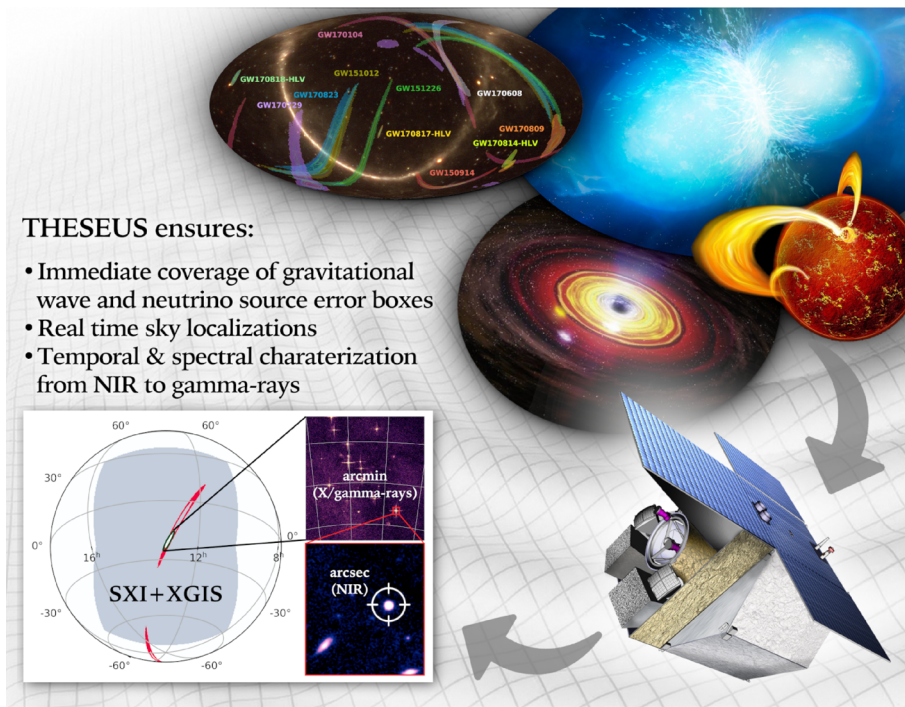 GW170104
GW170818-HLV
GW151012
GW170823
GW151226
GW170608
GW170729
GW170817-HLV
GW170809
GW170814-HLV
GW150914
THESEUS ensures:
• Immediate coverage of gravitational
wave and neutrino source error boxes
• Real time sky localizations
• Temporal & spectral charaterization
from NIR to gamma-rays
60° 60°
30° 30°
0° 16h 12h 8h 0°
-30° -30°
-60° -60°
SXI+XGIS
arcmin
(X/gamma-rays)
arcsec
(NIR)